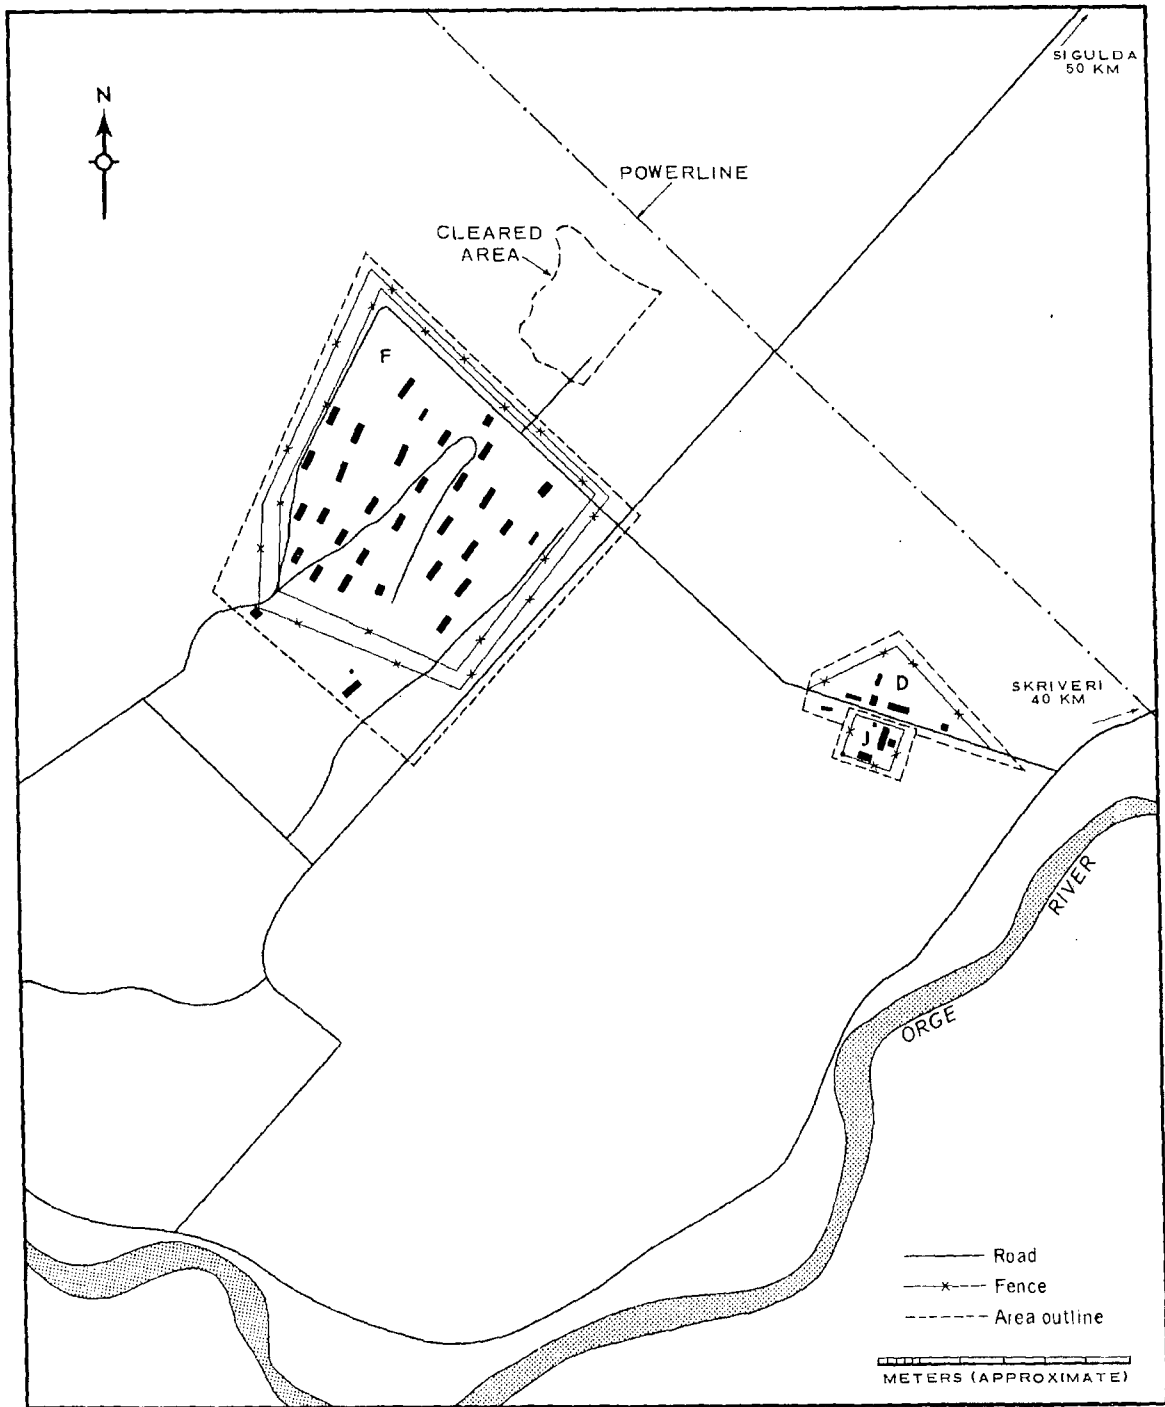 SIGULDA
50 KM
N
POWERLINE
CLEARED
AREA
F
SKRIVERI
40 KM
D
J
RIVER
ORGE
Road
Fence
Area outline
METERS (APPROXIMATE)